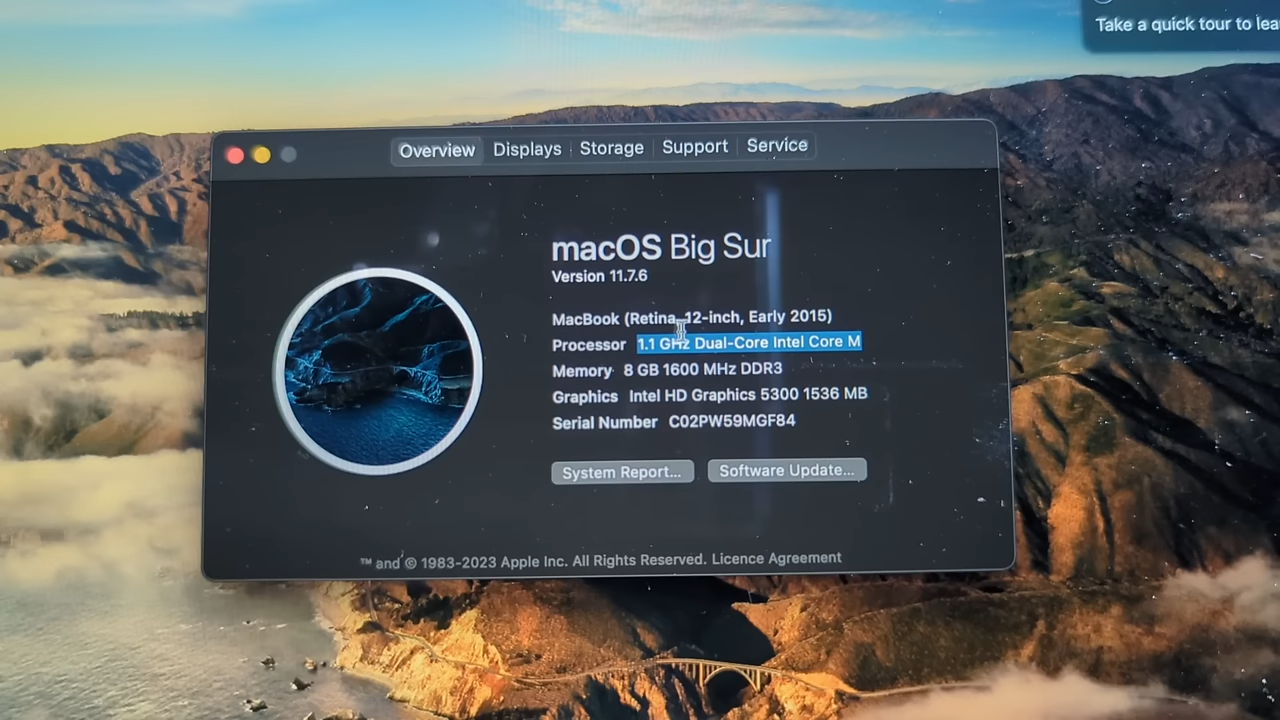 Take a quick tour to lea
Overview Displays Storage Support Service
macOS Big Sur
Version 11.7.6
MacBook (Retina, 12-inch, Early 2015)
Processor 1.1 GHz Dual-Core Intel Core M
Memory 8 GB 1600 MHz DDR3
Graphics Intel HD Graphics 5300 1536 MB
Serial Number C02PW59MGF84
System Report... Software Update...
™ and © 1983-2023 Apple Inc. All Rights Reserved. Licence Agreement